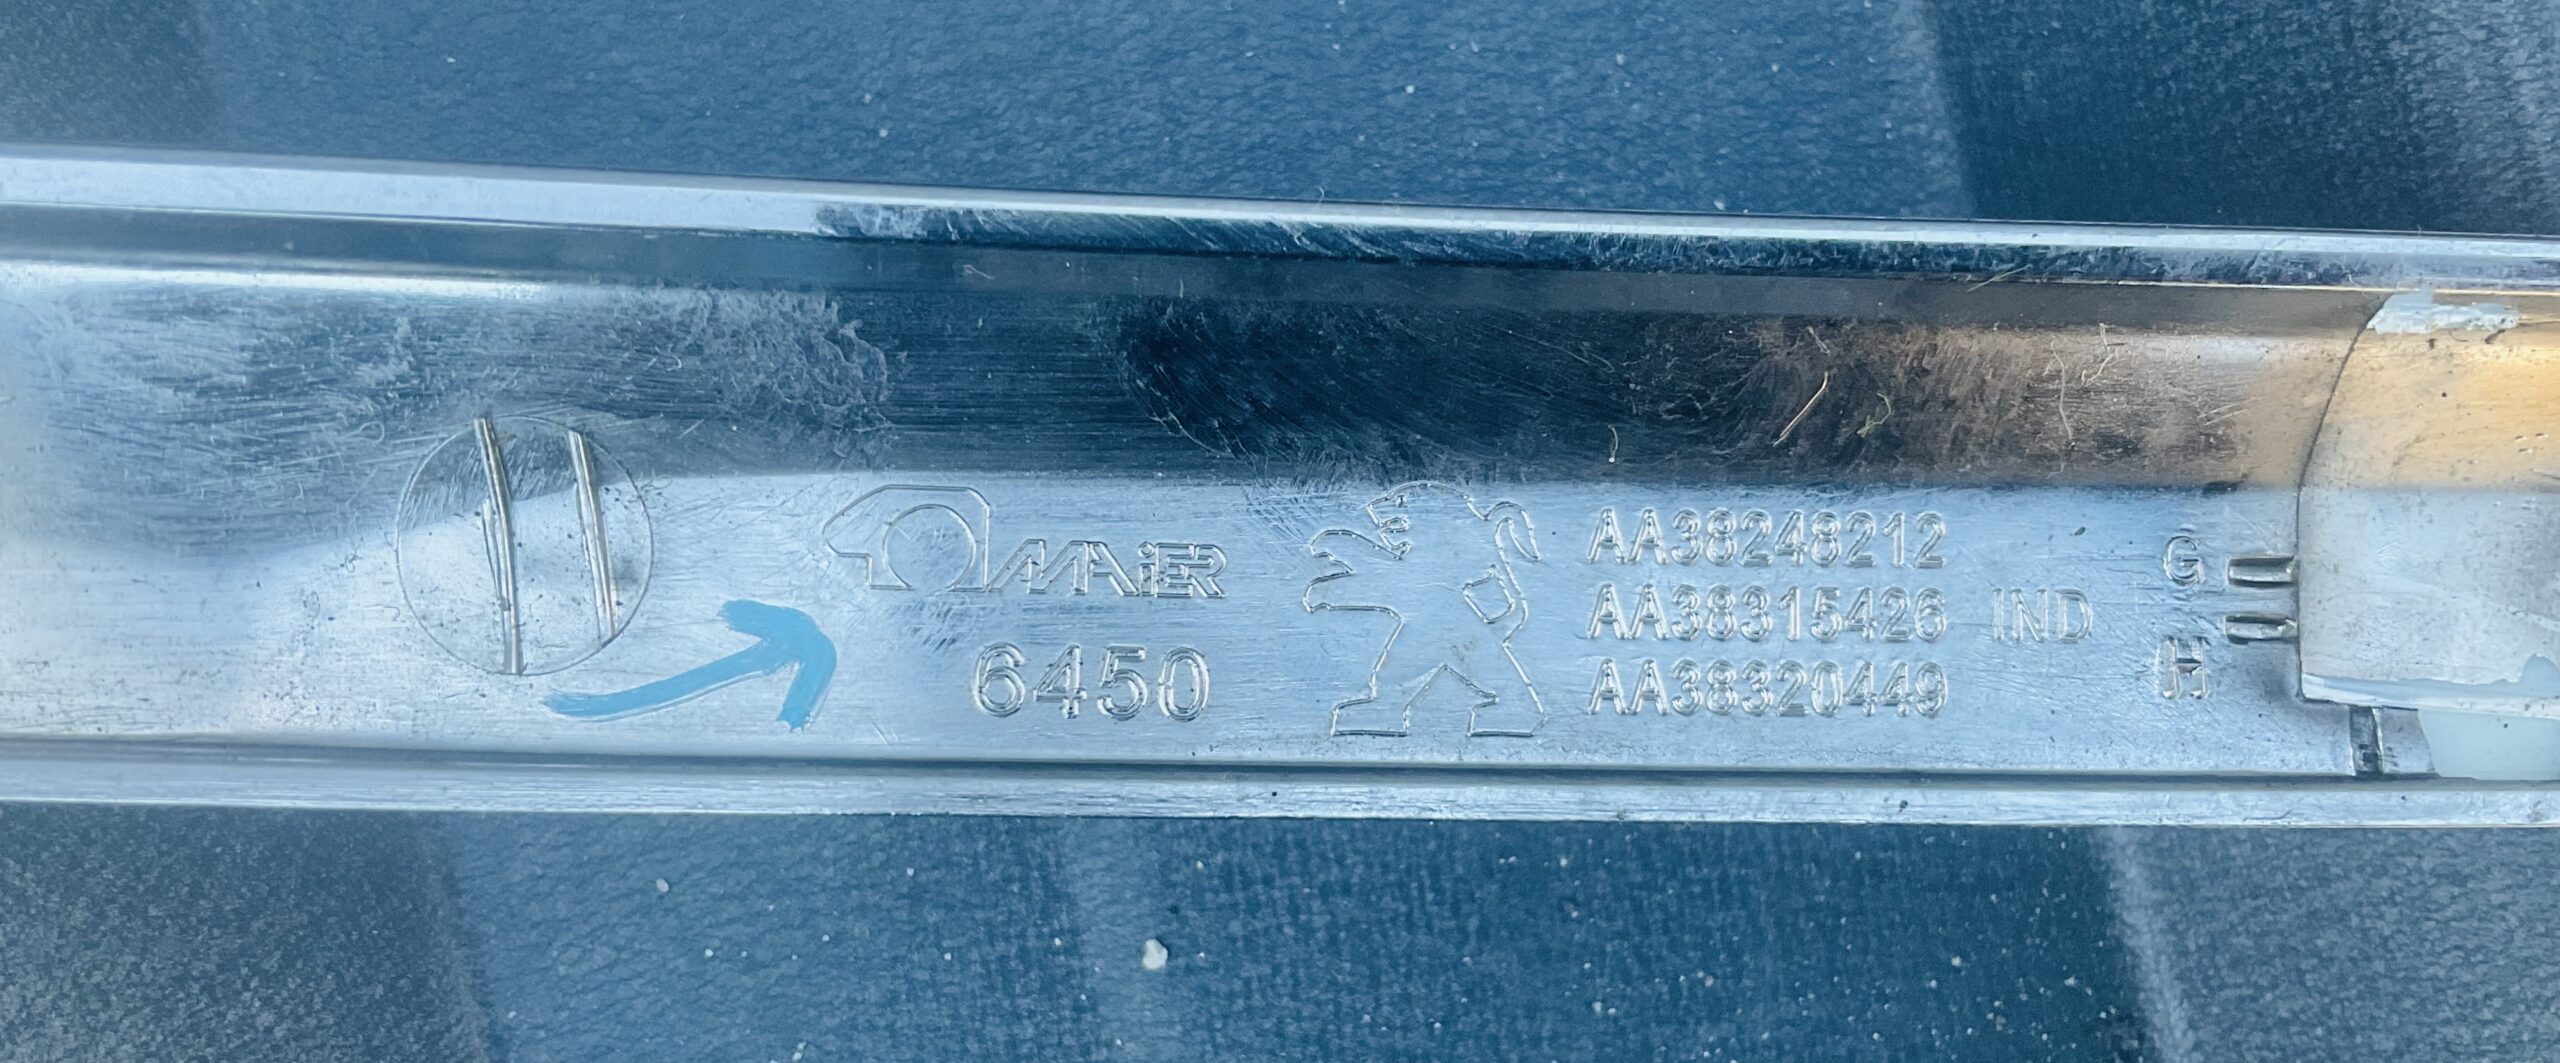 MAiER
6450
AA38248212
AA38315426 IND
AA38320449
G
H